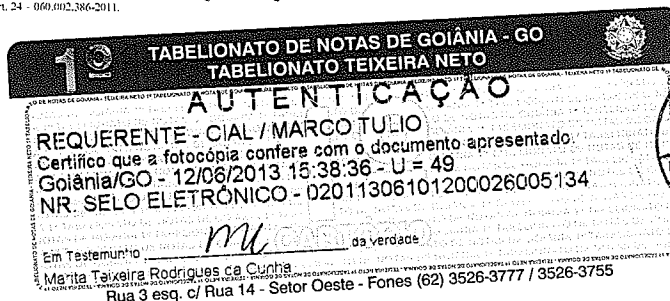 rt. 24 - 060.002.386-2011.
1º
TABELIONATO DE NOTAS DE GOIÂNIA - GO
TABELIONATO TEIXEIRA NETO
AUTENTICAÇÃO
REQUERENTE - CIAL / MARCO TULIO
Certifico que a fotocópia confere com o documento apresentado.
Goiânia/GO - 12/06/2013 15:38:36 - U = 49
NR. SELO ELETRÔNICO - 02011306101200026005134
Em Testemunho da verdade
Marita Teixeira Rodrigues da Cunha
Rua 3 esq. c/ Rua 14 - Setor Oeste - Fones (62) 3526-3777 / 3526-3755